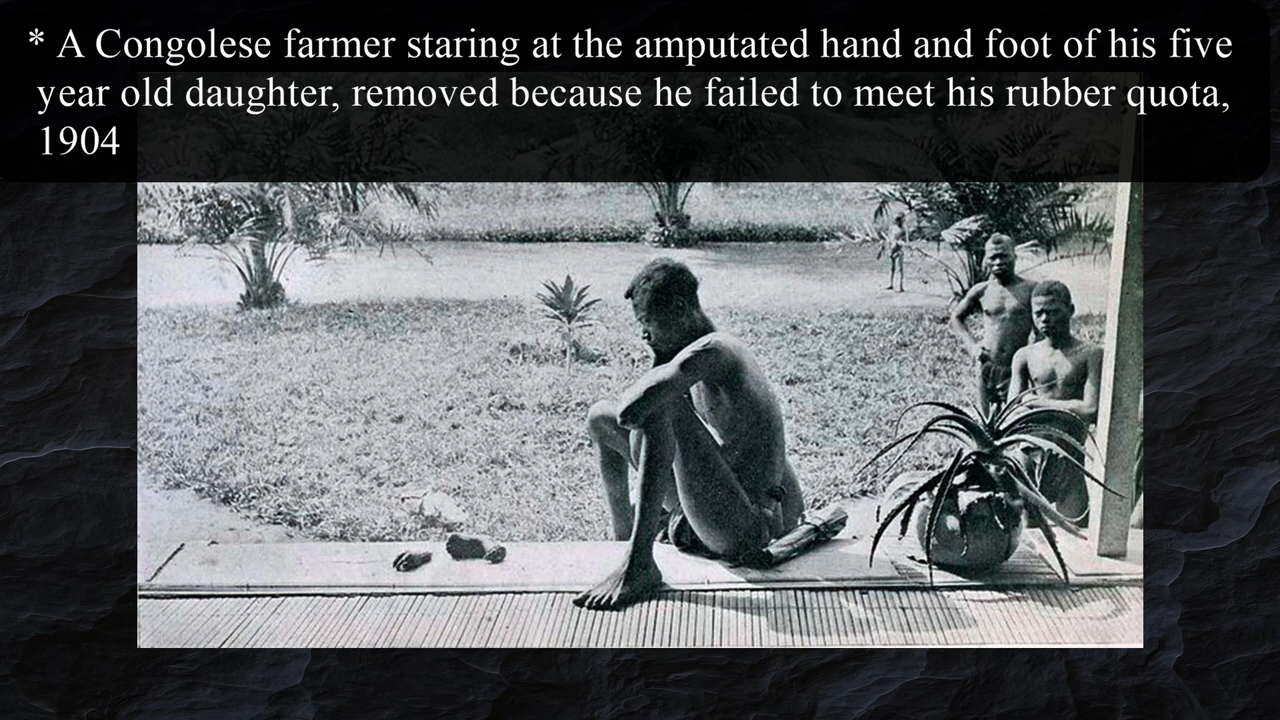 * A Congolese farmer staring at the amputated hand and foot of his five
year old daughter, removed because he failed to meet his rubber quota,
1904